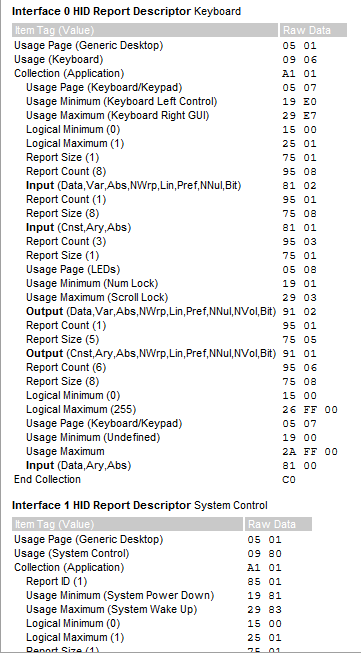 Interface 0 HID Report Descriptor Keyboard
Item Tag (Value) Raw Data
Usage Page (Generic Desktop) 05 01
Usage (Keyboard) 09 06
Collection (Application) A1 01
Usage Page (Keyboard/Keypad) 05 07
Usage Minimum (Keyboard Left Control) 19 E0
Usage Maximum (Keyboard Right GUI) 29 E7
Logical Minimum (0) 15 00
Logical Maximum (1) 25 01
Report Size (1) 75 01
Report Count (8) 95 08
Input (Data,Var,Abs,NWrp,Lin,Pref,NNul,Bit) 81 02
Report Count (1) 95 01
Report Size (8) 75 08
Input (Cnst,Ary,Abs) 81 01
Report Count (3) 95 03
Report Size (1) 75 01
Usage Page (LEDs) 05 08
Usage Minimum (Num Lock) 19 01
Usage Maximum (Scroll Lock) 29 03
Output (Data,Var,Abs,NWrp,Lin,Pref,NNul,NVol,Bit) 91 02
Report Count (1) 95 01
Report Size (5) 75 05
Output (Cnst,Ary,Abs,NWrp,Lin,Pref,NNul,NVol,Bit) 91 01
Report Count (6) 95 06
Report Size (8) 75 08
Logical Minimum (0) 15 00
Logical Maximum (255) 26 FF 00
Usage Page (Keyboard/Keypad) 05 07
Usage Minimum (Undefined) 19 00
Usage Maximum 2A FF 00
Input (Data,Ary,Abs) 81 00
End Collection C0
Interface 1 HID Report Descriptor System Control
Item Tag (Value) Raw Data
Usage Page (Generic Desktop) 05 01
Usage (System Control) 09 80
Collection (Application) A1 01
Report ID (1) 85 01
Usage Minimum (System Power Down) 19 81
Usage Maximum (System Wake Up) 29 83
Logical Minimum (0) 15 00
Logical Maximum (1) 25 01
Report Size (1) 75 01